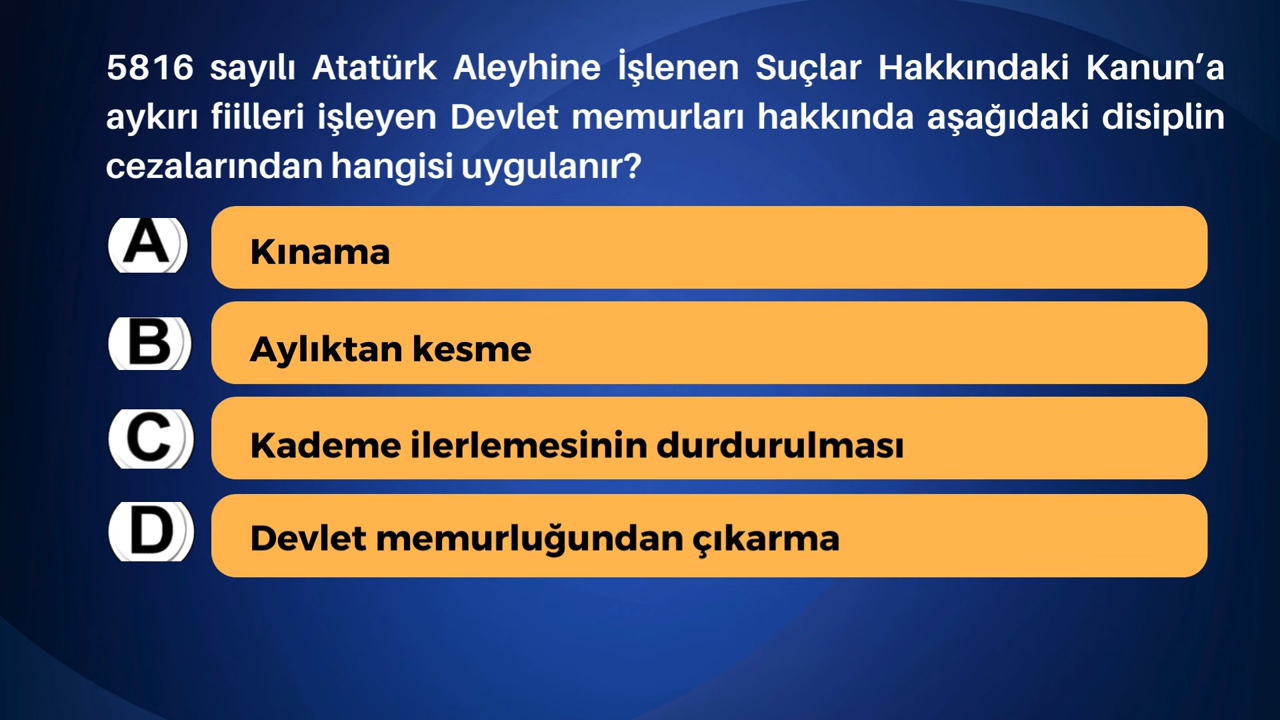 5816 sayılı Atatürk Aleyhine İşlenen Suçlar Hakkındaki Kanun’a
aykırı fiilleri işleyen Devlet memurları hakkında aşağıdaki disiplin
cezalarından hangisi uygulanır?
A Kınama
B Aylıktan kesme
C Kademe ilerlemesinin durdurulması
D Devlet memurluğundan çıkarma